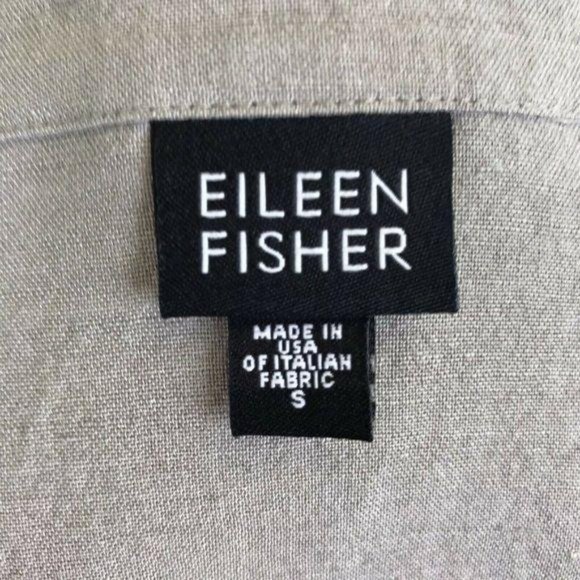 EILEEN
FISHER
MADE IN
USA
OF ITALIAN
FABRIC
S